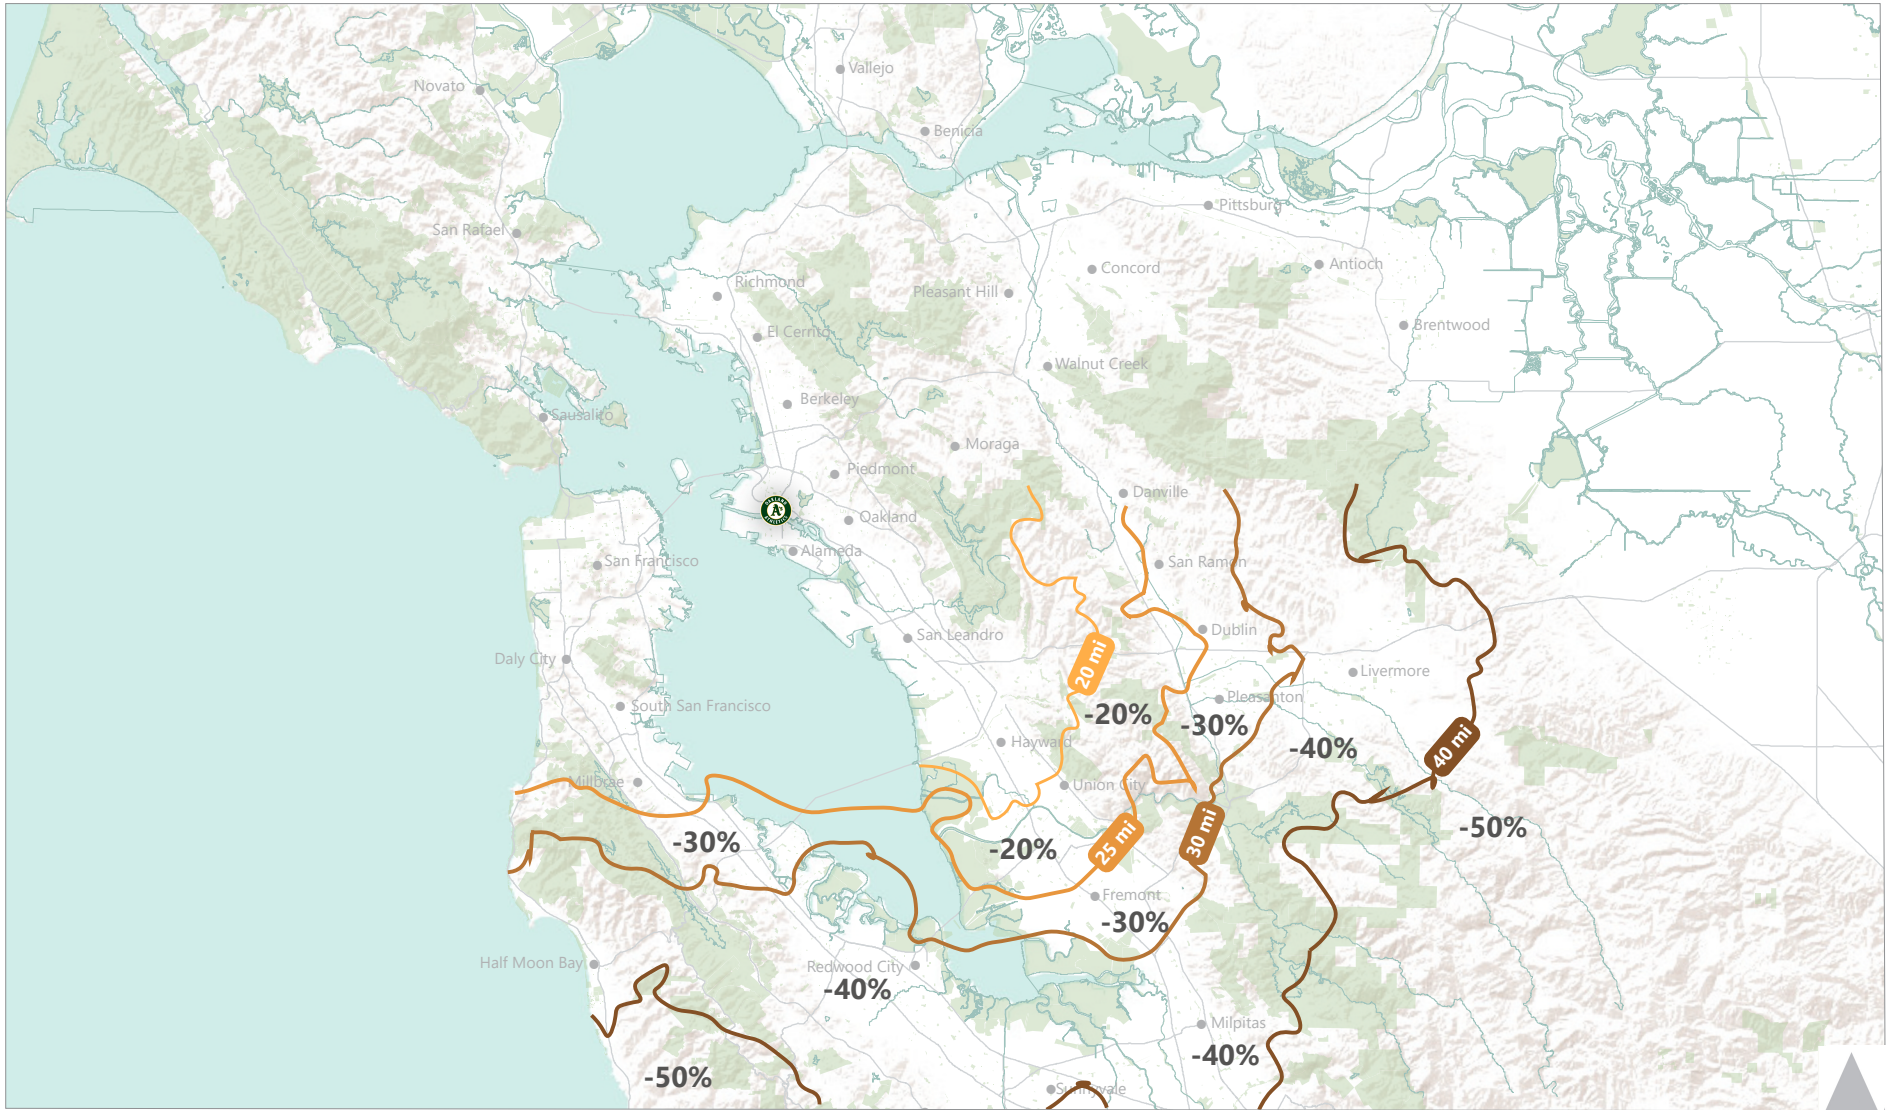 Vallejo
Novato
Benicia
Pittsburg
San Rafael
Concord
Antioch
Richmond
Pleasant Hill
El Cerrito
Brentwood
Walnut Creek
Berkeley
Sausalito
Moraga
Piedmont
Danville
OAKLAND
A's
ATHLETICS
Oakland
Alameda
San Francisco
San Ramon
Dublin
San Leandro
Daly City
20 mi
Livermore
Pleasanton
South San Francisco
-20%
-30%
Hayward
-40%
40 mi
Millbrae
Union City
-50%
30 mi
-30%
25 mi
-20%
Fremont
-30%
Half Moon Bay
Redwood City
-40%
Milpitas
-40%
-50%
Sunnyvale